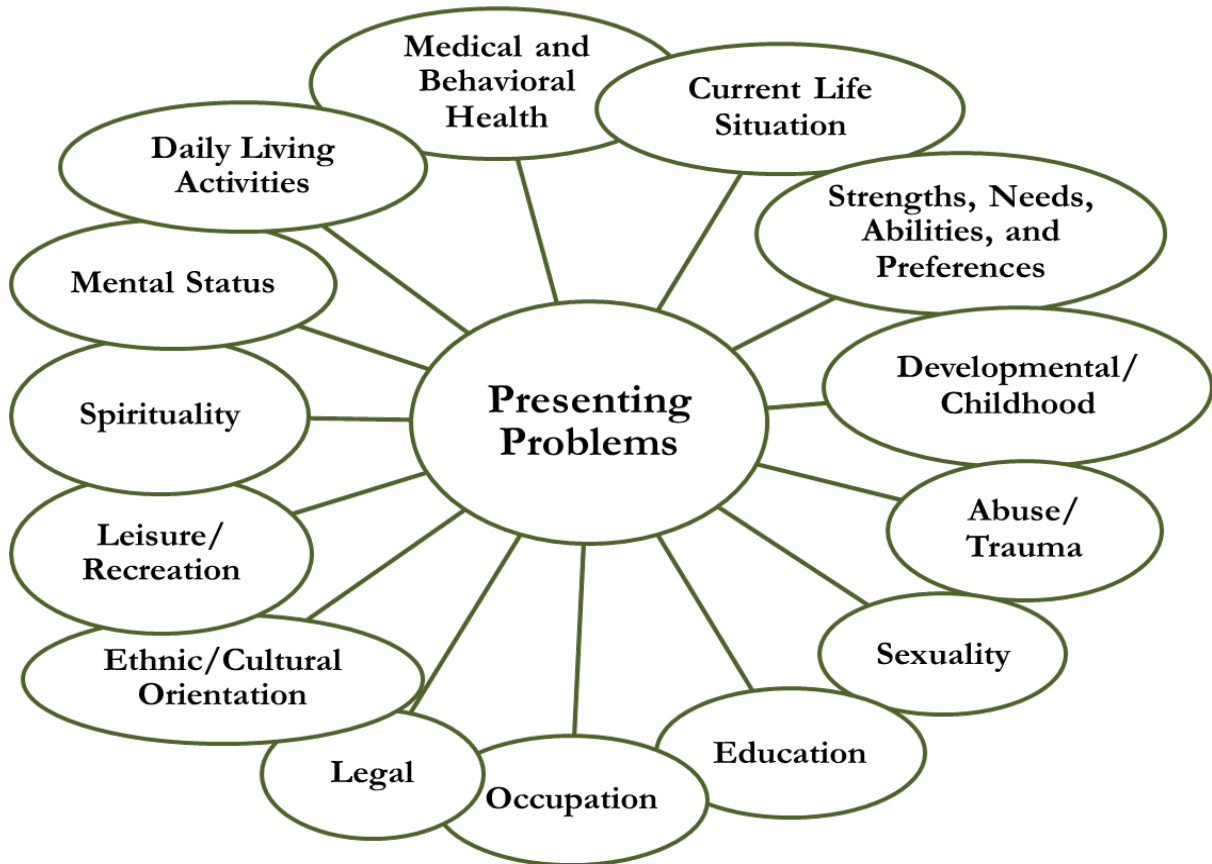 Medical and
Behavioral
Health
Current Life
Situation
Daily Living
Activities
Strengths, Needs,
Abilities, and
Preferences
Mental Status
Developmental/
Childhood
Presenting
Problems
Spirituality
Abuse/
Trauma
Leisure/
Recreation
Sexuality
Ethnic/Cultural
Orientation
Education
Legal
Occupation